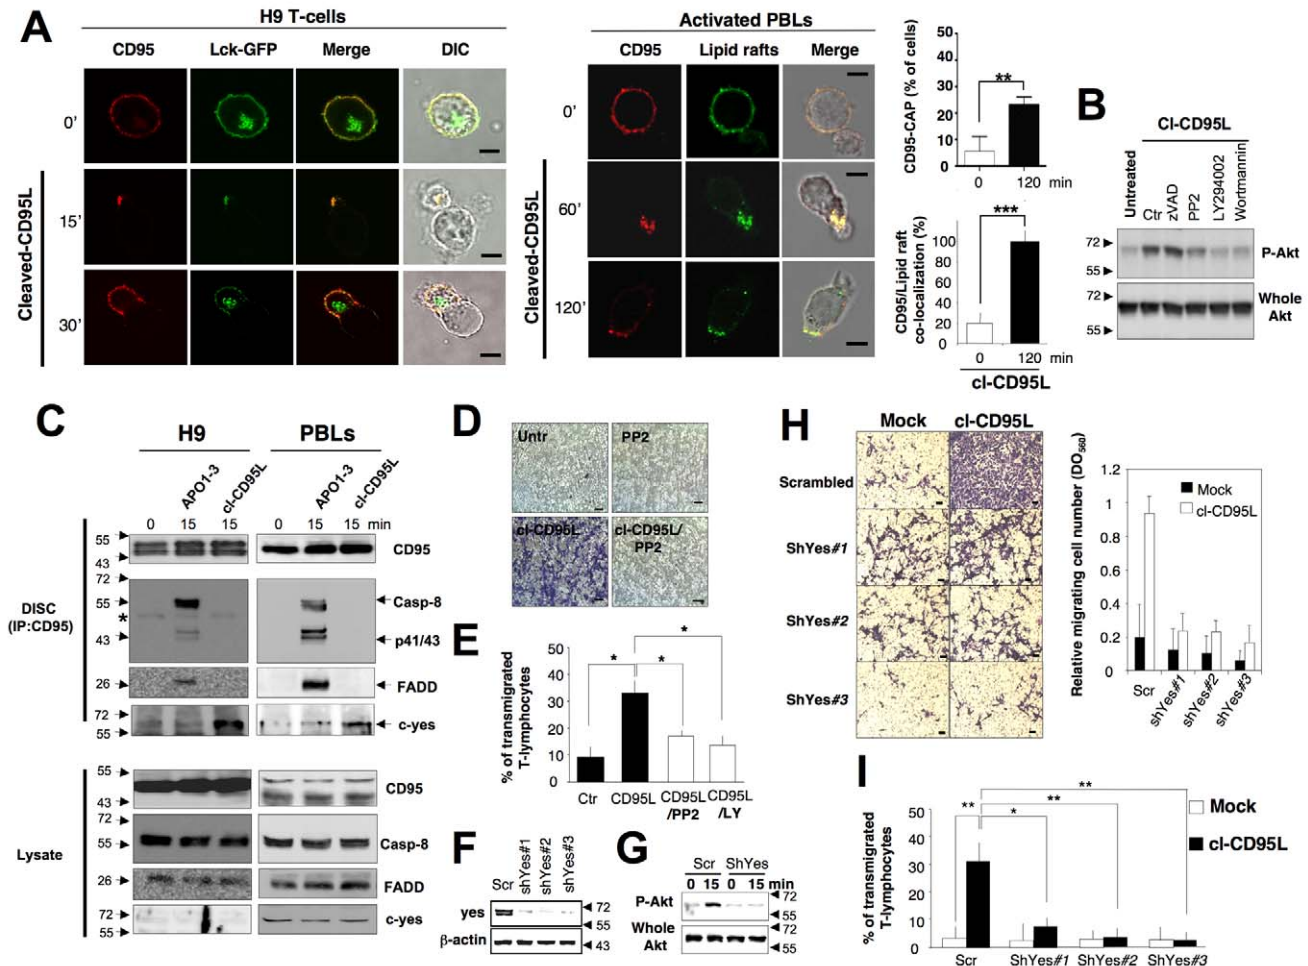 A
H9 T-cells
CD95
Lck-GFP
Merge
DIC
0'
15'
30'
Cleaved-CD95L
Activated PBLs
CD95
Lipid rafts
Merge
0'
60'
120'
Cleaved-CD95L
CD95-CAP (% of cells)
50
40
30
20
10
0
**
0
120
min
CD95/Lipid raft
co-localization (%)
100
80
60
40
20
0
***
0
120
min
cl-CD95L
B
Cl-CD95L
Untreated
Ctr
zVAD
PP2
LY294002
Wortmannin
72
55
P-Akt
72
55
Whole
Akt
C
H9
PBLs
APO1-3
cl-CD95L
APO1-3
cl-CD95L
0
15
15
0
15
15 min
DISC
(IP:CD95)
55
43
CD95
72
55
*
43
Casp-8
p41/43
26
FADD
72
55
c-yes
Lysate
55
43
CD95
72
55
Casp-8
26
FADD
72
55
c-yes
D
Untr
PP2
cl-CD95L
cl-CD95L/
PP2
E
% of transmigrated
T-lymphocytes
50
40
30
20
10
0
*
*
*
Ctr
CD95L
CD95L
/PP2
CD95L
/LY
F
Scr
shYes#1
shYes#2
shYes#3
yes
72
55
β-actin
43
G
Scr
ShYes
0
15
0
15
min
P-Akt
72
55
Whole
Akt
72
55
H
Mock
cl-CD95L
Scrambled
ShYes#1
ShYes#2
ShYes#3
Relative migrating cell number (DO560)
1.2
1
0.8
0.6
0.4
0.2
0
Mock
cl-CD95L
Scr
shYes#1
shYes#2
shYes#3
I
% of transmigrated
T-lymphocytes
50
40
30
20
10
0
**
*
**
**
Mock
cl-CD95L
Scr
ShYes#1
ShYes#2
ShYes#3